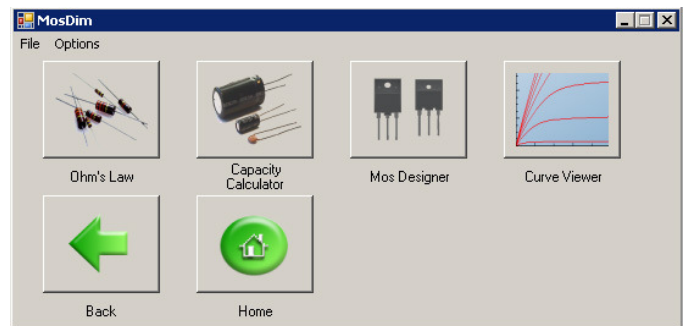 MosDim
File Options
Ohm's Law
Capacity
Calculator
Mos Designer
Curve Viewer
Back
Home